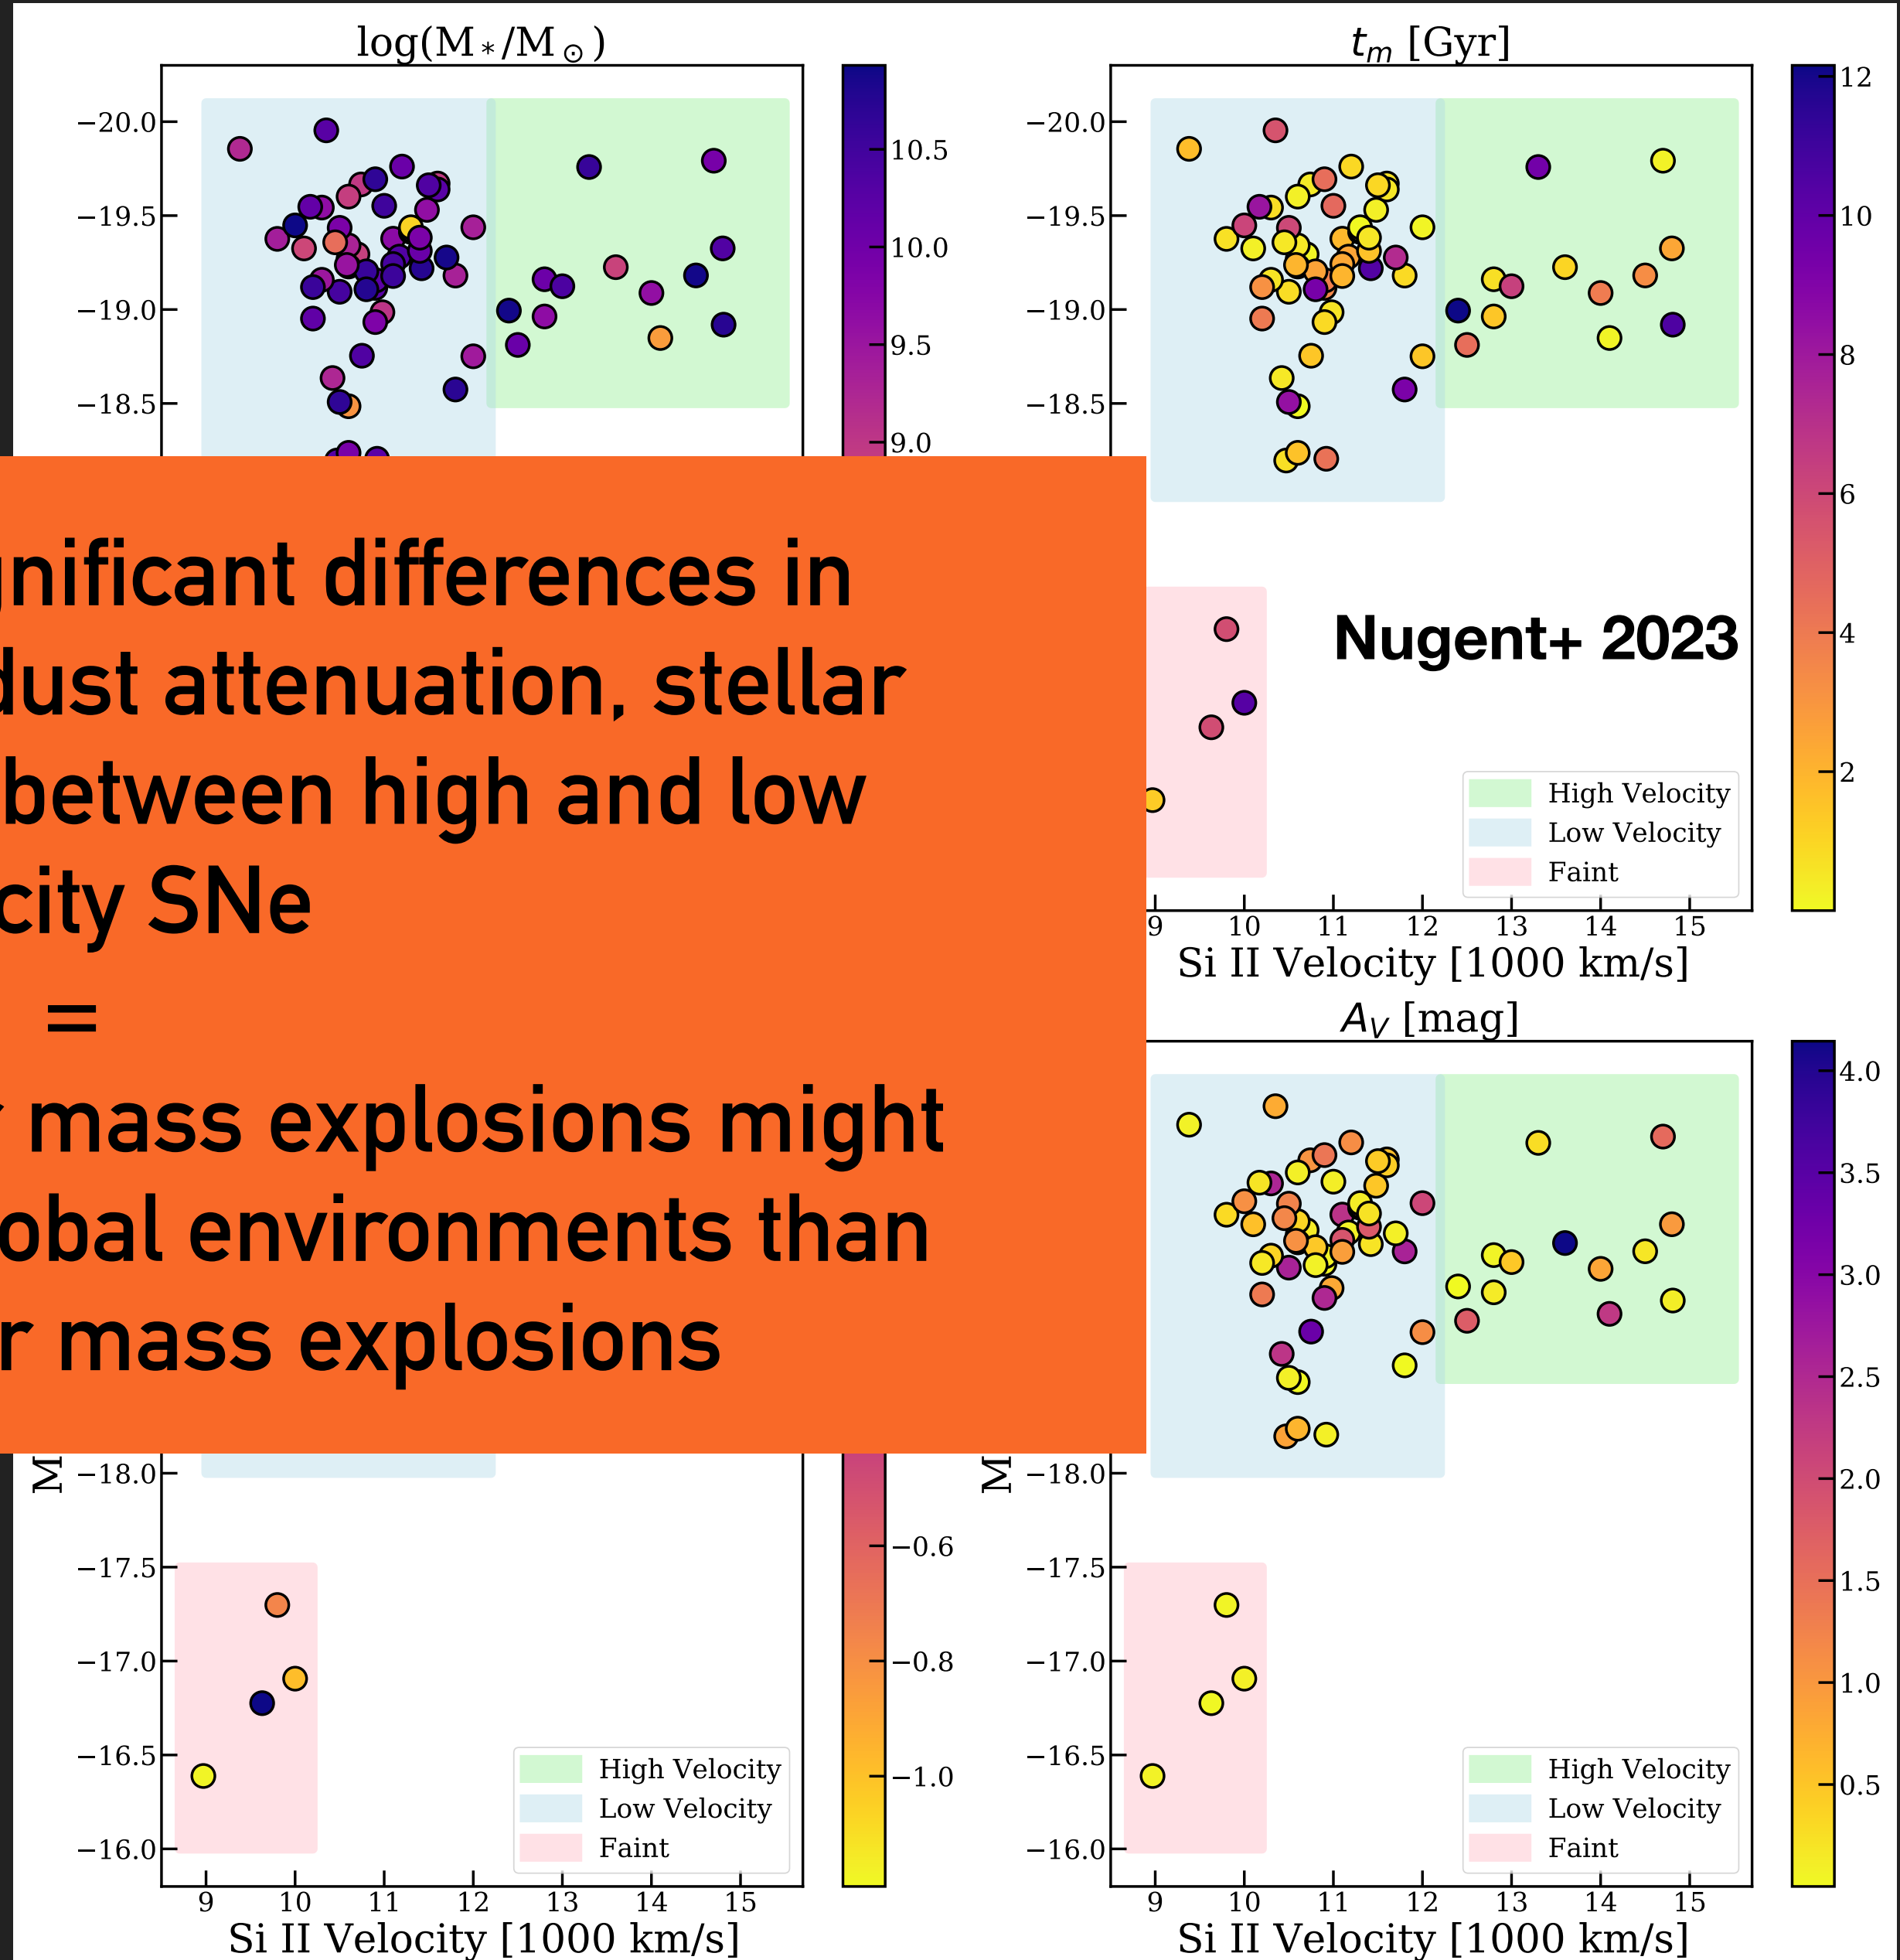 log(M∗/M⊙)
−20.0
−19.5
−19.0
−18.5
10.5
10.0
9.5
9.0
t_m [Gyr]
−20.0
−19.5
−19.0
−18.5
12
10
8
6
4
2
Nugent+ 2023
High Velocity
Low Velocity
Faint
9 10 11 12 13 14 15
Si II Velocity [1000 km/s]
differences in
attenuation, stellar
between high and low
SNe
=
mass explosions might
environments than
mass explosions
M
−18.0
−17.5
−17.0
−16.5
−16.0
−0.6
−0.8
−1.0
High Velocity
Low Velocity
Faint
9 10 11 12 13 14 15
Si II Velocity [1000 km/s]
A_V [mag]
M
−18.0
−17.5
−17.0
−16.5
−16.0
4.0
3.5
3.0
2.5
2.0
1.5
1.0
0.5
High Velocity
Low Velocity
Faint
9 10 11 12 13 14 15
Si II Velocity [1000 km/s]